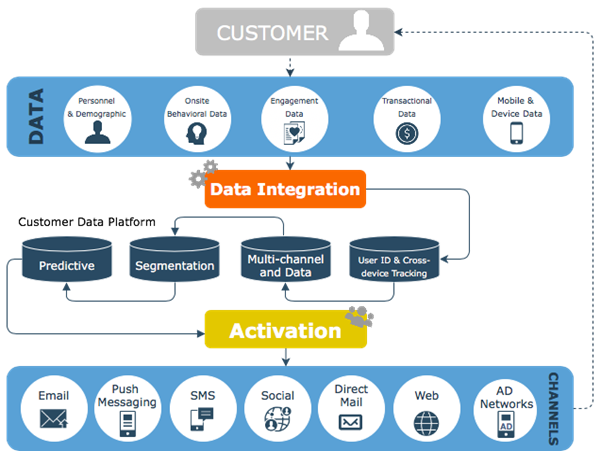 CUSTOMER
DATA
Personnel
& Demographic
Onsite
Behavioral Data
Engagement
Data
Transactional
Data
Mobile &
Device Data
Data Integration
Customer Data Platform
Predictive
Segmentation
Multi-channel
and Data
User ID & Cross-
device Tracking
Activation
Email
Push
Messaging
SMS
Social
Direct
Mail
Web
AD
Networks
AD
CHANNELS